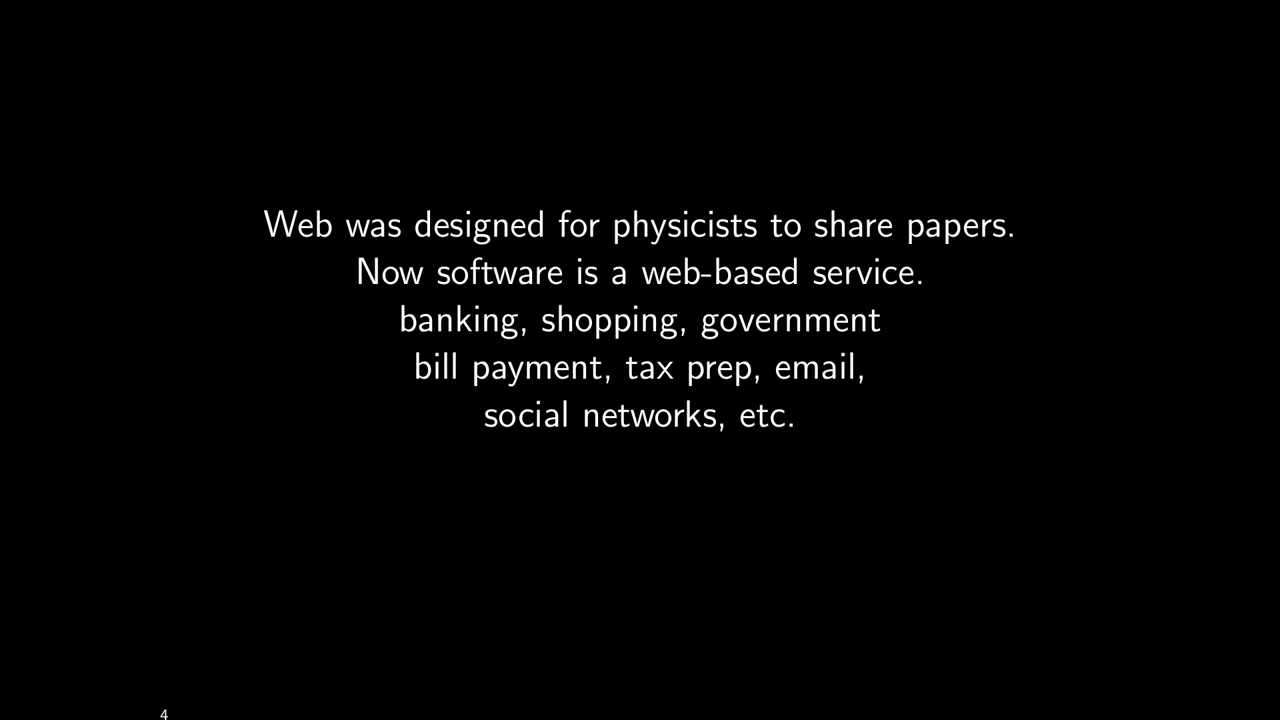 Web was designed for physicists to share papers.
Now software is a web-based service.
banking, shopping, government
bill payment, tax prep, email,
social networks, etc.
4